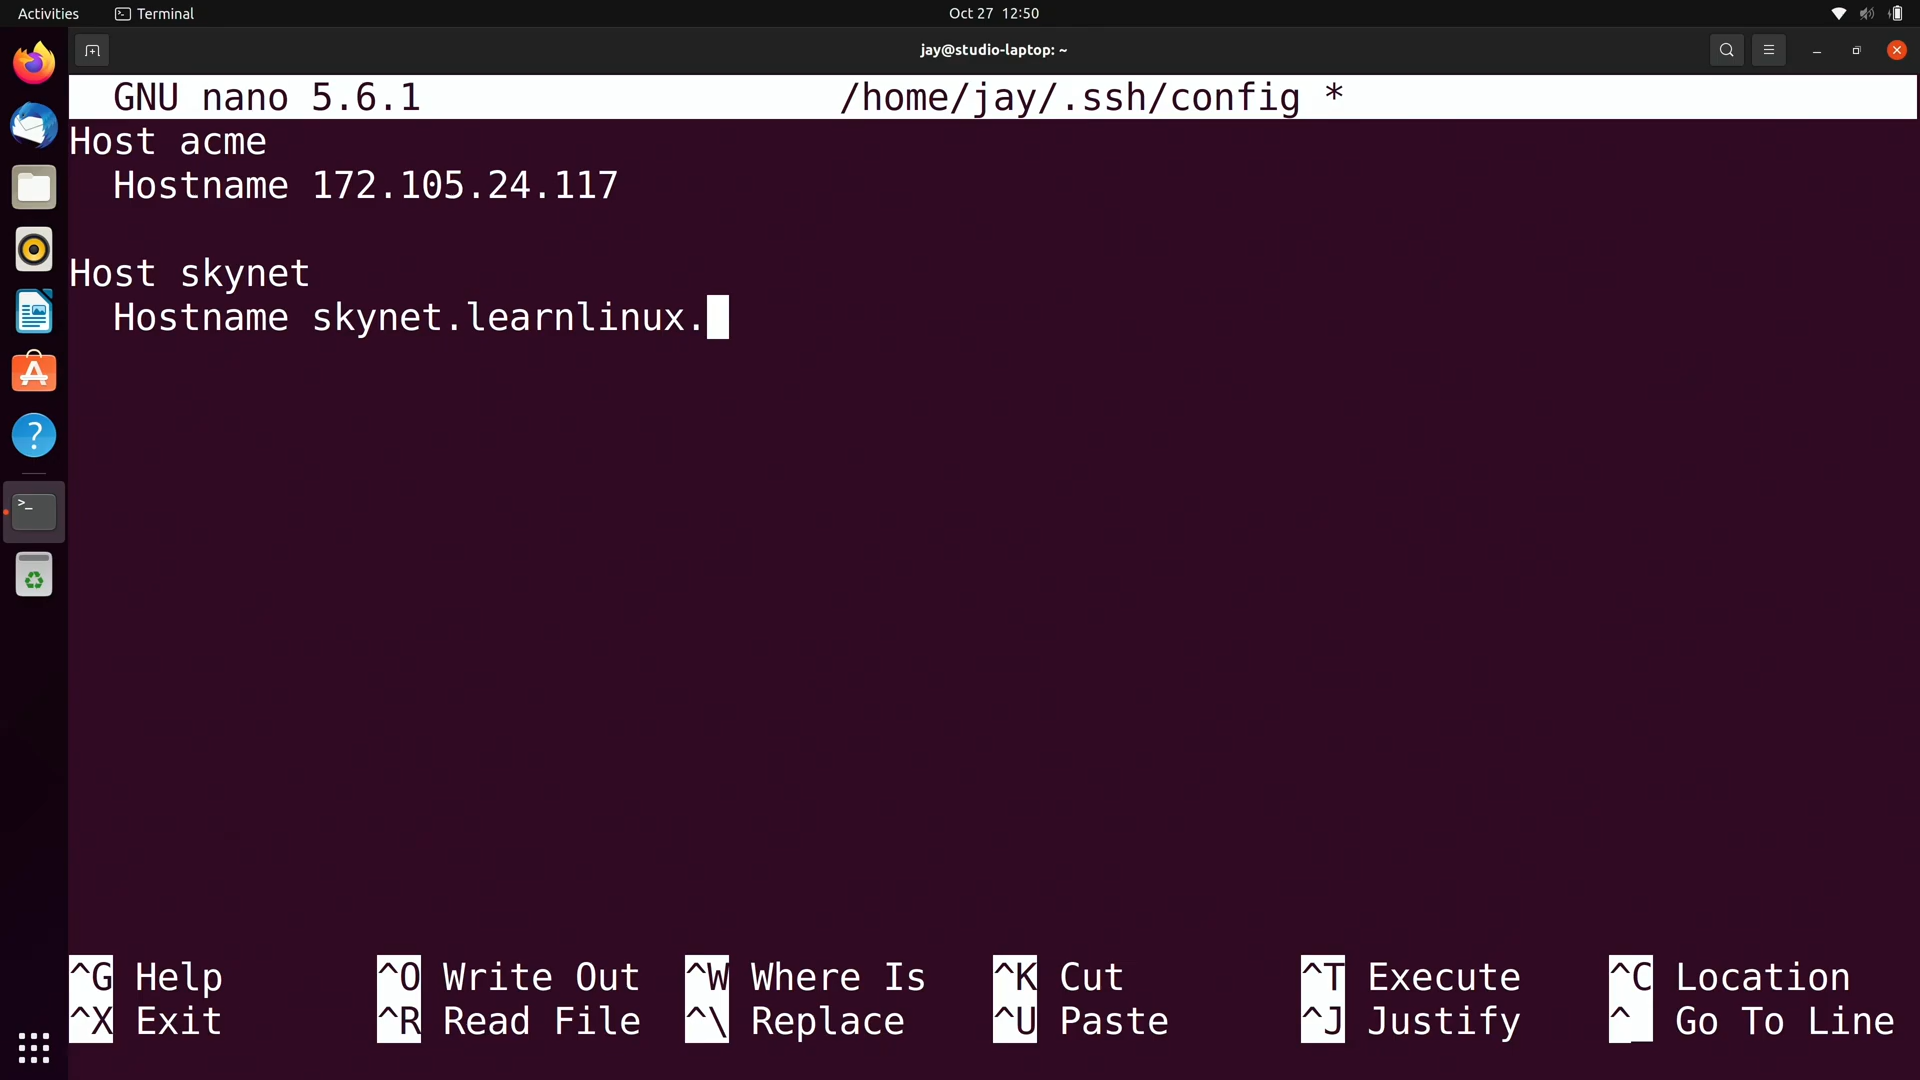 Activities Terminal Oct 27 12:50
jay@studio-laptop: ~
GNU nano 5.6.1 /home/jay/.ssh/config *
Host acme
Hostname 172.105.24.117
Host skynet
Hostname skynet.learnlinux.
^G Help ^O Write Out ^W Where Is ^K Cut ^T Execute ^C Location
^X Exit ^R Read File ^\ Replace ^U Paste ^J Justify ^_ Go To Line